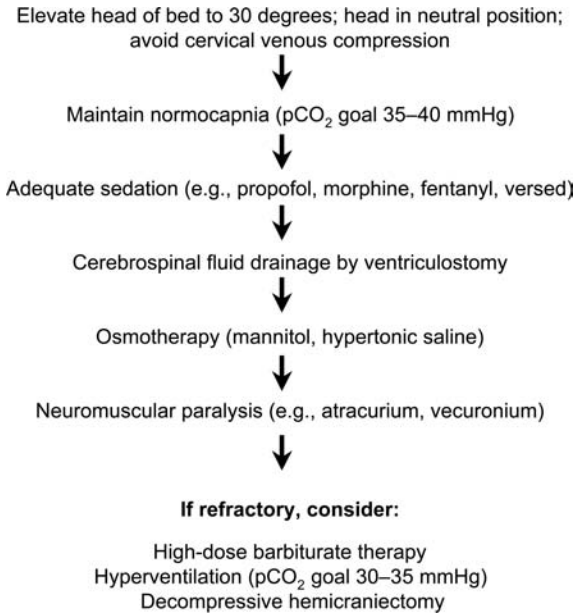 Elevate head of bed to 30 degrees; head in neutral position;
avoid cervical venous compression
Maintain normocapnia (pCO₂ goal 35–40 mmHg)
Adequate sedation (e.g., propofol, morphine, fentanyl, versed)
Cerebrospinal fluid drainage by ventriculostomy
Osmotherapy (mannitol, hypertonic saline)
Neuromuscular paralysis (e.g., atracurium, vecuronium)
If refractory, consider:
High-dose barbiturate therapy
Hyperventilation (pCO₂ goal 30–35 mmHg)
Decompressive hemicraniectomy